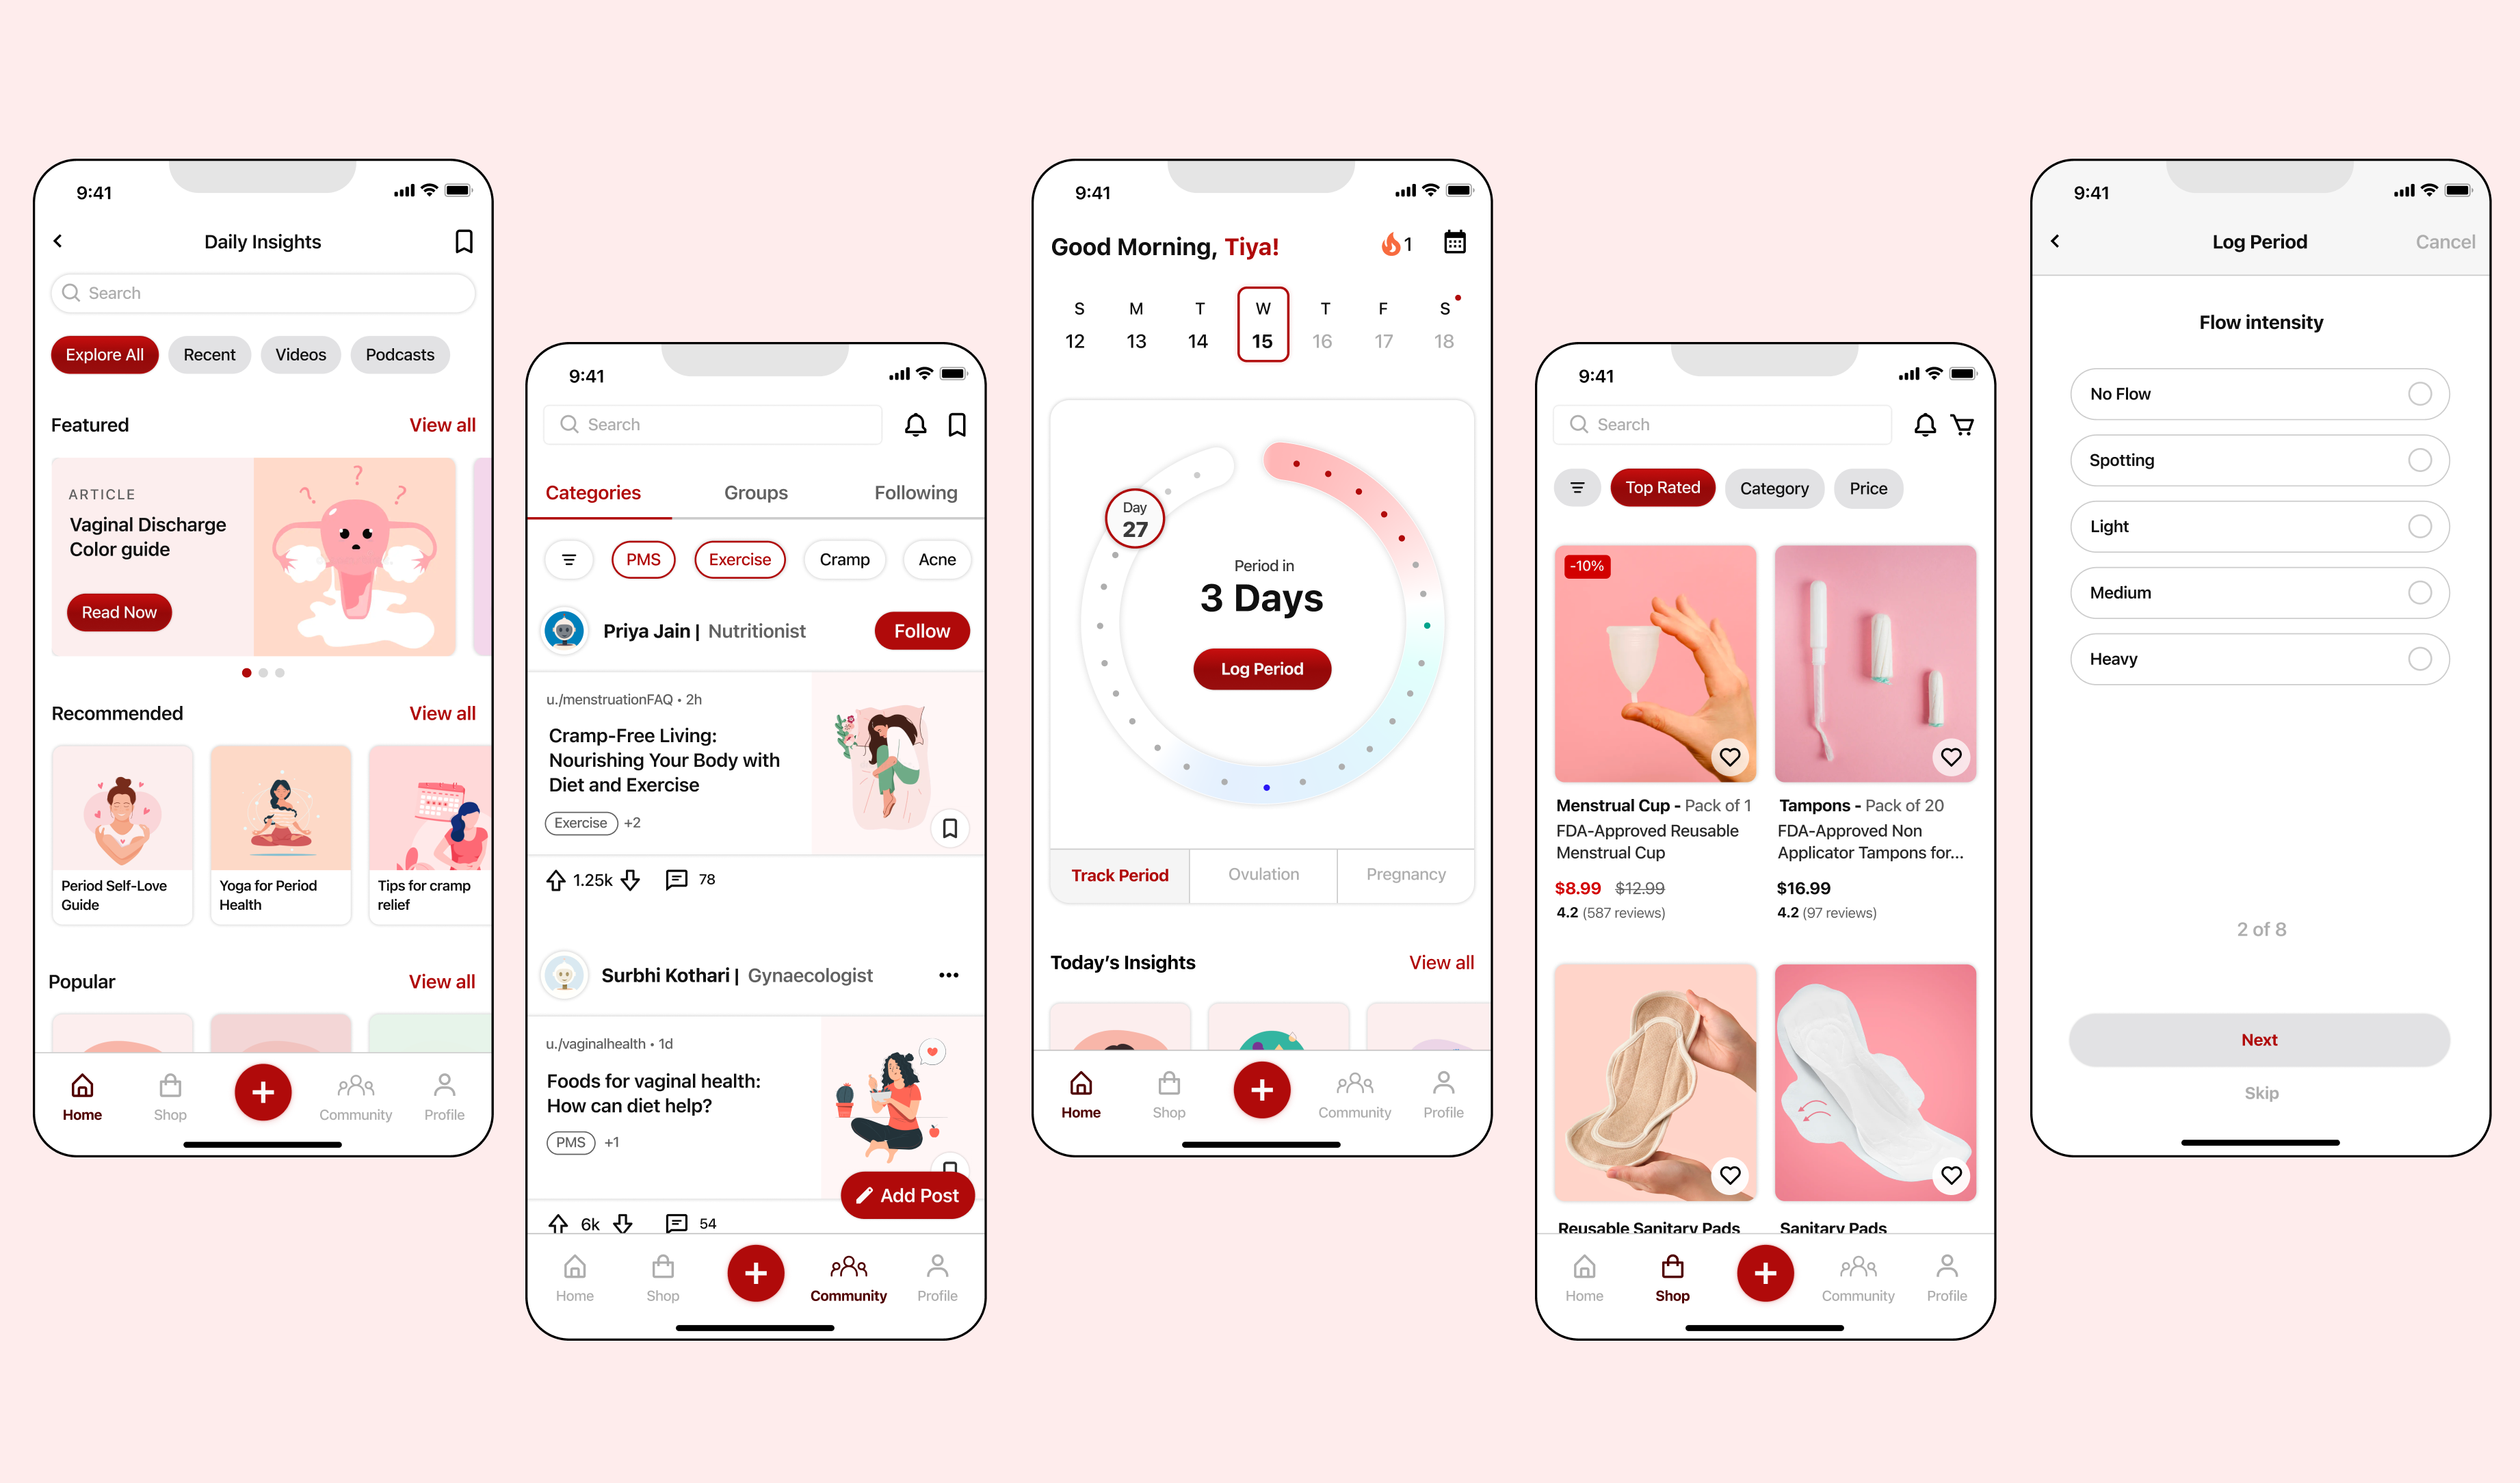 9:41
Daily Insights
Search
Explore All
Recent
Videos
Podcasts
Featured
View all
ARTICLE
Vaginal Discharge
Color guide
Read Now
? ? ?
Recommended
View all
Period Self-Love
Guide
Yoga for Period
Health
Tips for cramp
relief
Popular
View all
Home
Shop
Community
Profile
9:41
Search
Categories
Groups
Following
PMS
Exercise
Cramp
Acne
Priya Jain | Nutritionist
Follow
u./menstruationFAQ • 2h
Cramp-Free Living:
Nourishing Your Body with
Diet and Exercise
Exercise
+2
1.25k
78
Surbhi Kothari | Gynaecologist
u./vaginalhealth • 1d
Foods for vaginal health:
How can diet help?
PMS
+1
Add Post
6k
54
Home
Shop
Community
Profile
9:41
Good Morning, Tiya!
1
S M T W T F S
12 13 14 15 16 17 18
Day
27
Period in
3 Days
Log Period
Track Period
Ovulation
Pregnancy
Today’s Insights
View all
Home
Shop
Community
Profile
9:41
Search
Top Rated
Category
Price
-10%
Menstrual Cup - Pack of 1
FDA-Approved Reusable
Menstrual Cup
$8.99 $12.99
4.2 (587 reviews)
Tampons - Pack of 20
FDA-Approved Non
Applicator Tampons for...
$16.99
4.2 (97 reviews)
Reusable Sanitary Pads
Sanitary Pads
Home
Shop
Community
Profile
9:41
Log Period
Cancel
Flow intensity
No Flow
Spotting
Light
Medium
Heavy
2 of 8
Next
Skip